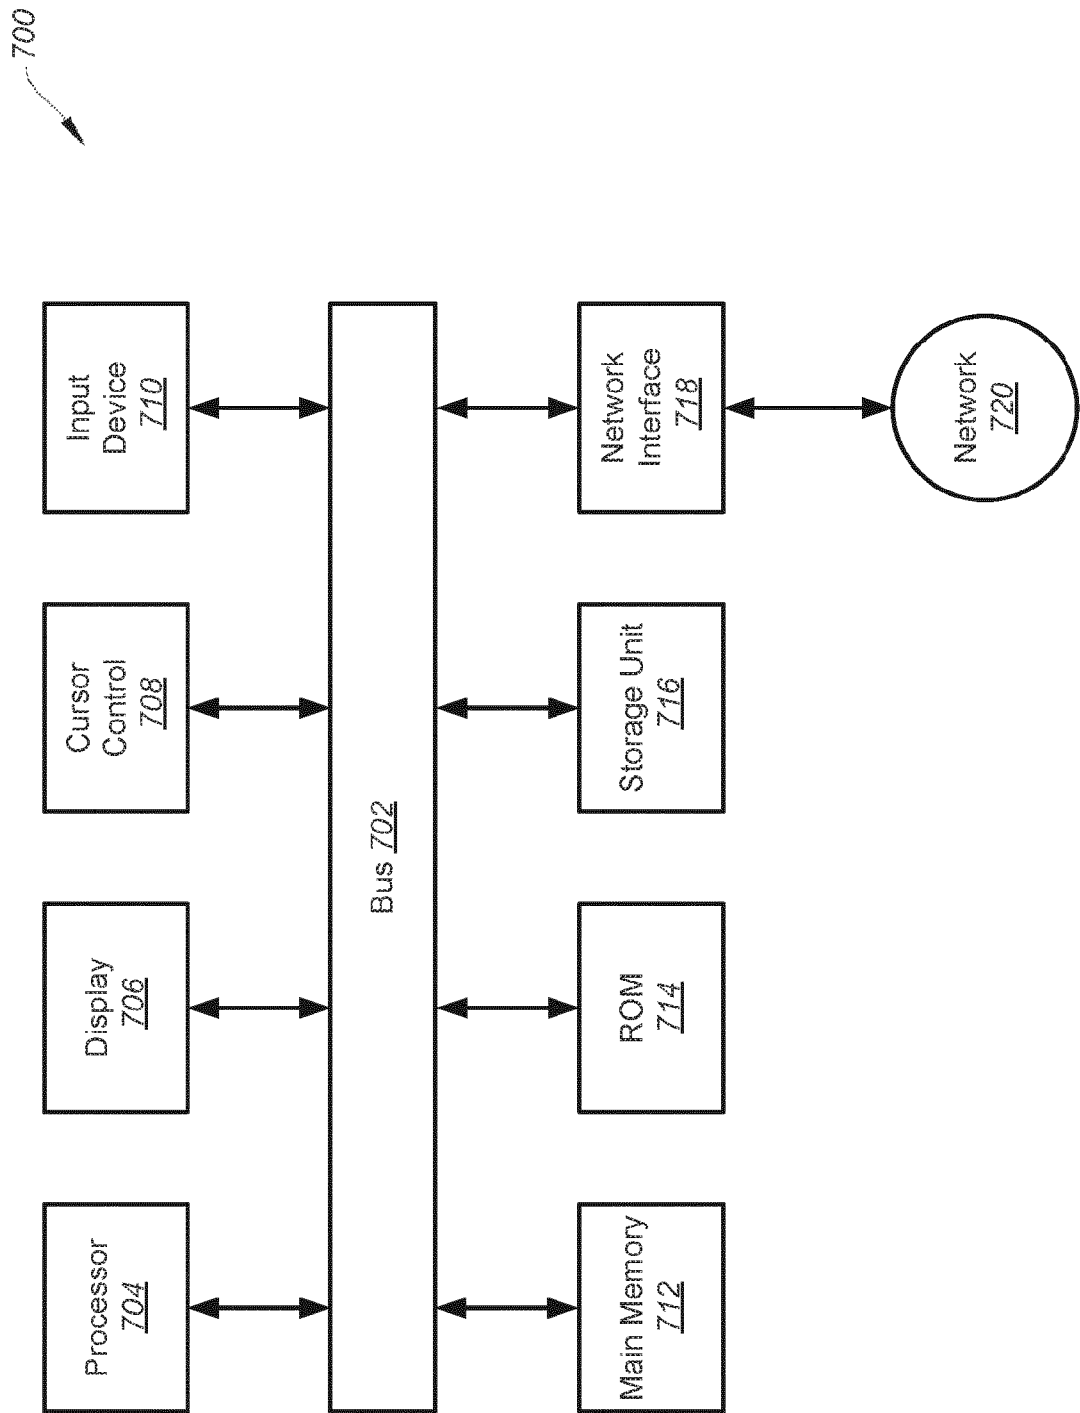 700
Processor
704
Display
706
Cursor
Control
708
Input
Device
710
Bus 702
Main Memory
712
ROM
714
Storage Unit
716
Network
Interface
718
Network
720